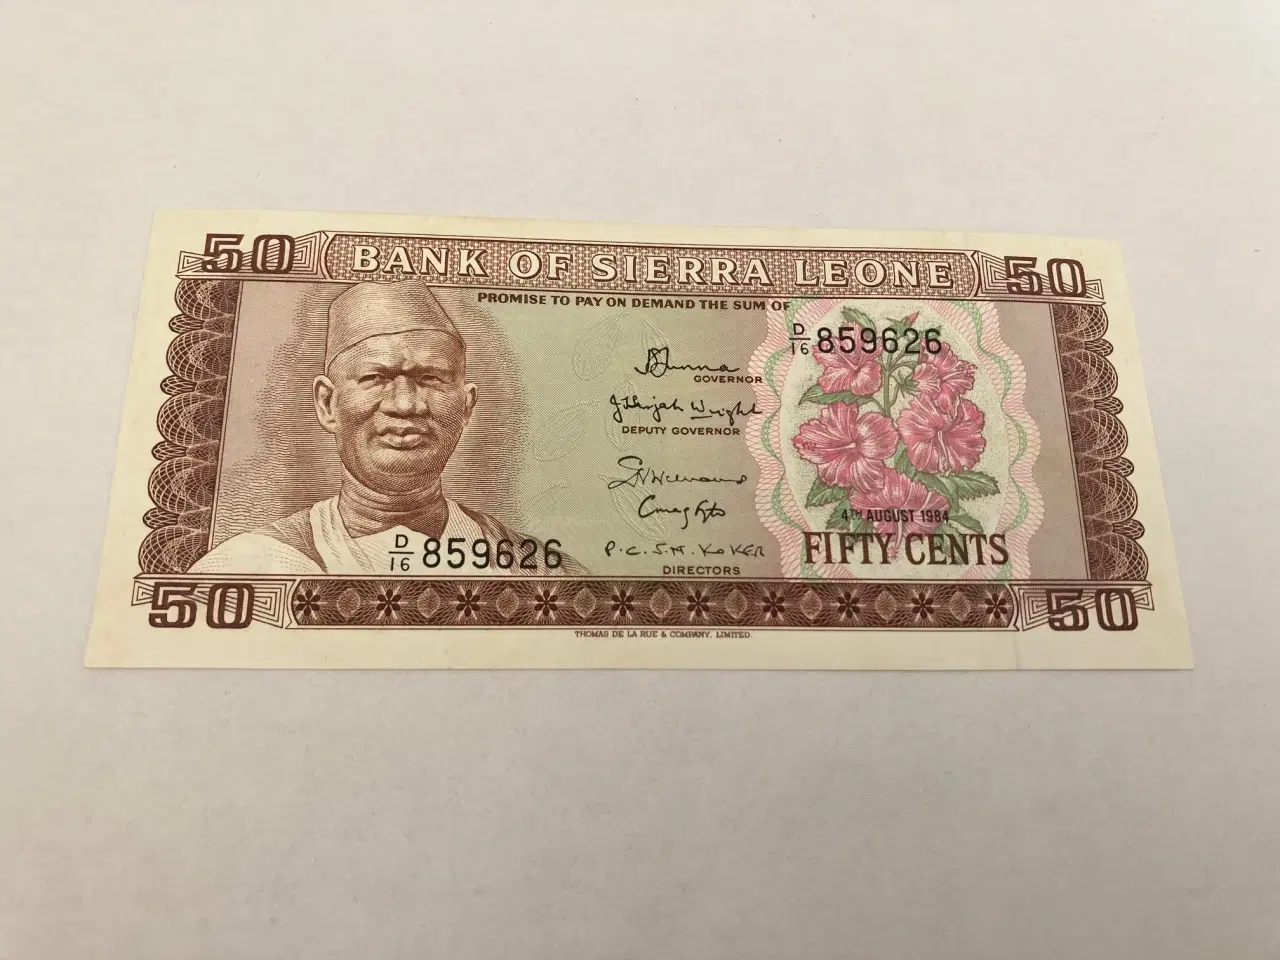 50 BANK OF SIERRA LEONE 50
PROMISE TO PAY ON DEMAND THE SUM OF
D/16 859626
GOVERNOR
DEPUTY GOVERNOR
4TH AUGUST 1984
D/16 859626
P.C.S.M. KOKER
FIFTY CENTS
DIRECTORS
50 50
THOMAS DE LA RUE & COMPANY, LIMITED.